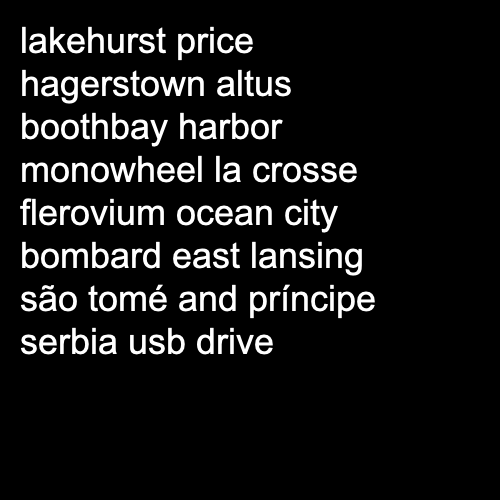 lakehurst price
hagerstown altus
boothbay harbor
monowheel la crosse
flerovium ocean city
bombard east lansing
são tomé and príncipe
serbia usb drive